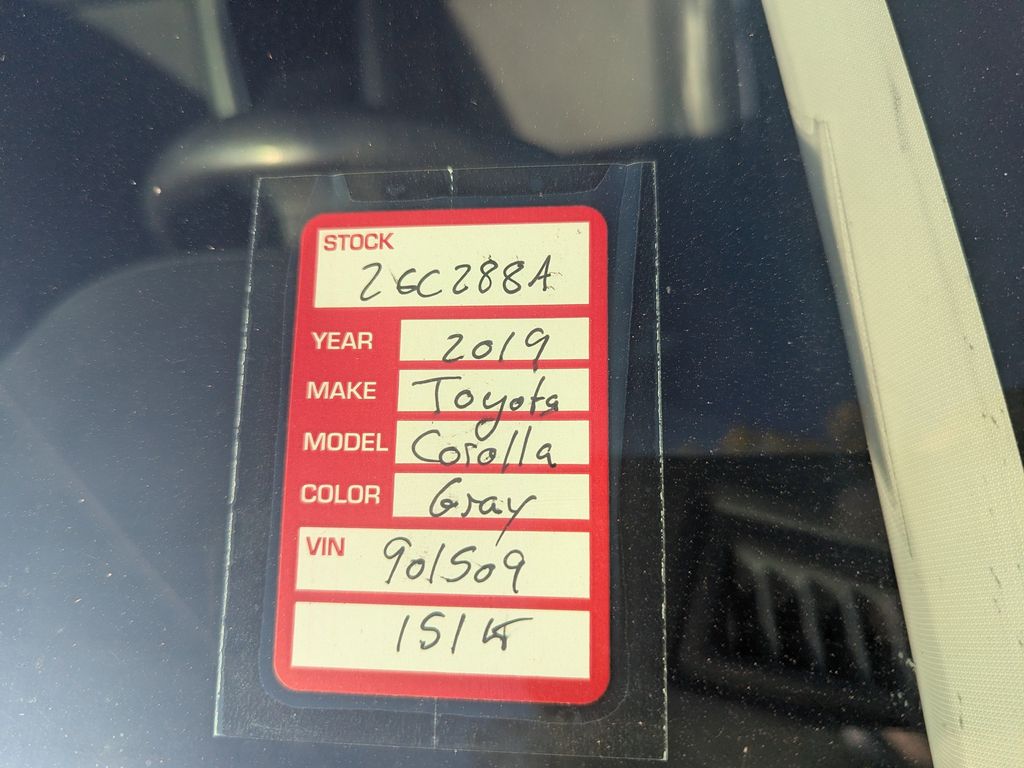 STOCK
26C288A
YEAR 2019
MAKE Toyota
MODEL Corolla
COLOR Gray
VIN 901509
151K